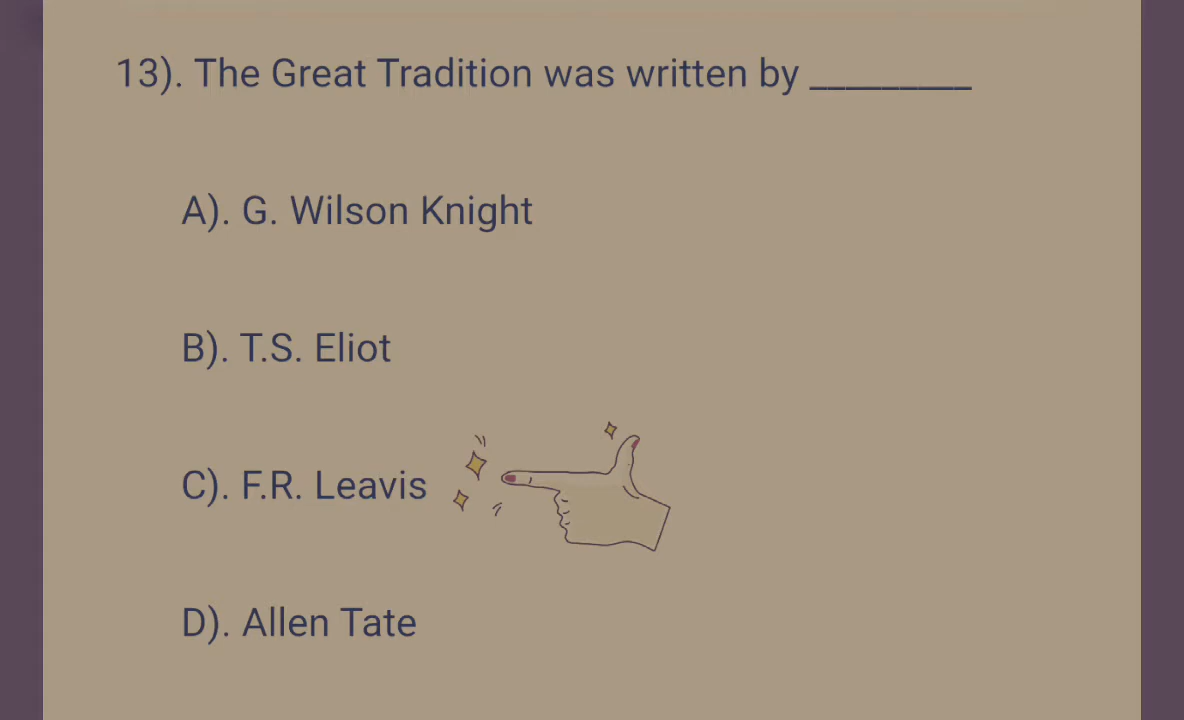 13). The Great Tradition was written by _________
A). G. Wilson Knight
B). T.S. Eliot
C). F.R. Leavis
D). Allen Tate